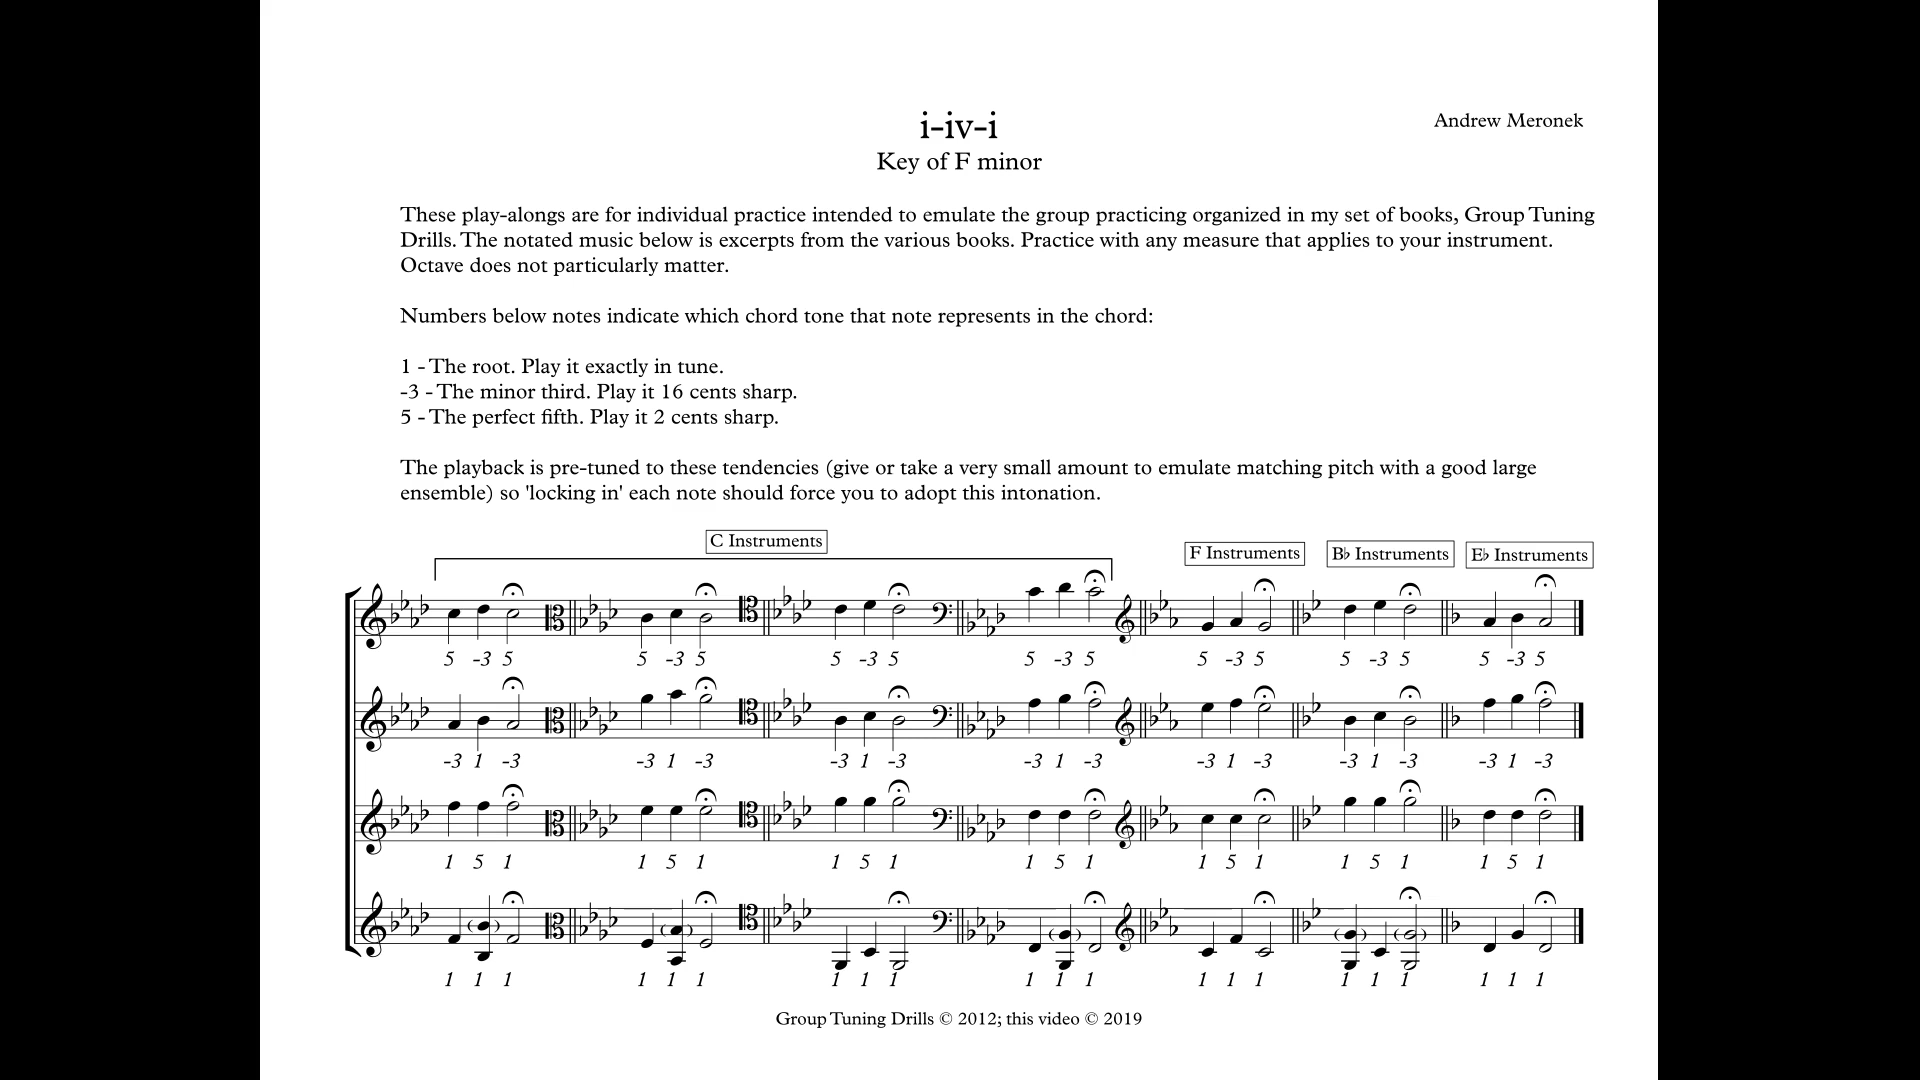 i-iv-i
Andrew Meronek
Key of F minor
These play-alongs are for individual practice intended to emulate the group practicing organized in my set of books, Group Tuning
Drills. The notated music below is excerpts from the various books. Practice with any measure that applies to your instrument.
Octave does not particularly matter.
Numbers below notes indicate which chord tone that note represents in the chord:
1 - The root. Play it exactly in tune.
-3 - The minor third. Play it 16 cents sharp.
5 - The perfect fifth. Play it 2 cents sharp.
The playback is pre-tuned to these tendencies (give or take a very small amount to emulate matching pitch with a good large
ensemble) so 'locking in' each note should force you to adopt this intonation.
C Instruments
F Instruments
B♭ Instruments
E♭ Instruments
5 -3 5 5 -3 5 5 -3 5 5 -3 5 5 -3 5 5 -3 5 5 -3 5
-3 1 -3 -3 1 -3 -3 1 -3 -3 1 -3 -3 1 -3 -3 1 -3 -3 1 -3
1 5 1 1 5 1 1 5 1 1 5 1 1 5 1 1 5 1 1 5 1
1 1 1 1 1 1 1 1 1 1 1 1 1 1 1 1 1 1 1 1 1
Group Tuning Drills © 2012; this video © 2019